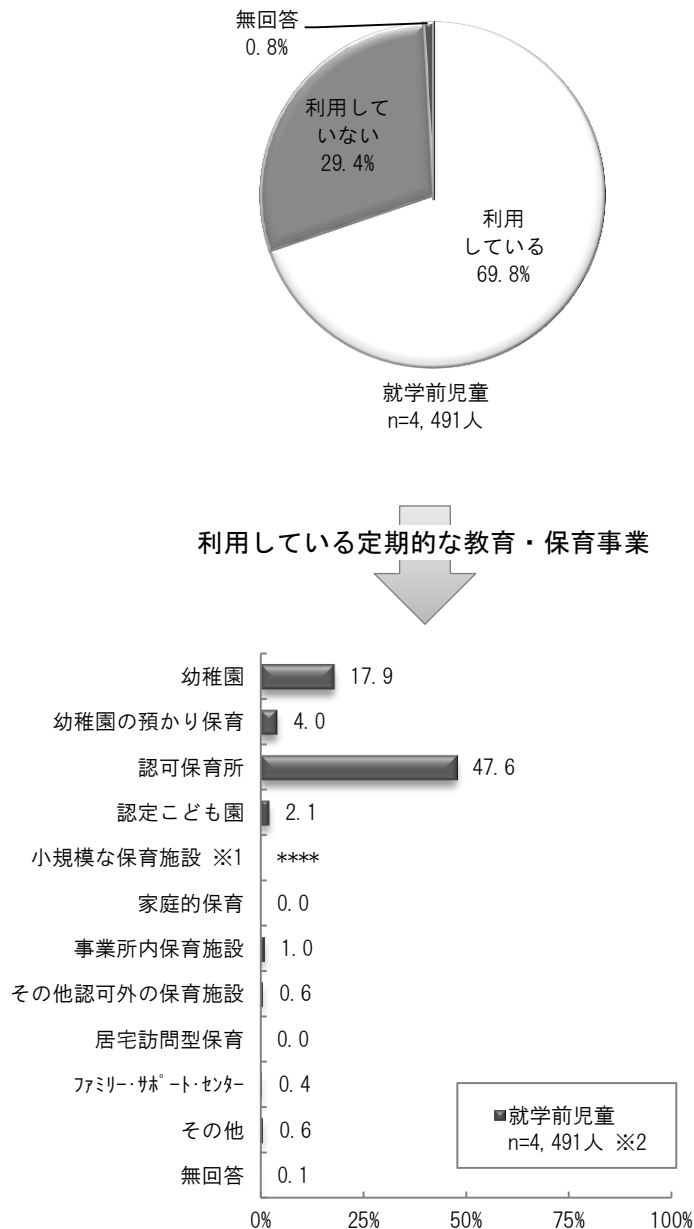 無回答
0.8%
利用して
いない
29.4%
利用
している
69.8%
就学前児童
n=4,491人
利用している定期的な教育・保育事業
幼稚園 17.9
幼稚園の預かり保育 4.0
認可保育所 47.6
認定こども園 2.1
小規模な保育施設 ※1 ****
家庭的保育 0.0
事業所内保育施設 1.0
その他認可外の保育施設 0.6
居宅訪問型保育 0.0
ﾌｧﾐﾘｰ･ｻﾎﾟｰﾄ･ｾﾝﾀｰ 0.4
その他 0.6
無回答 0.1
就学前児童
n=4,491人 ※2
0% 25% 50% 75% 100%